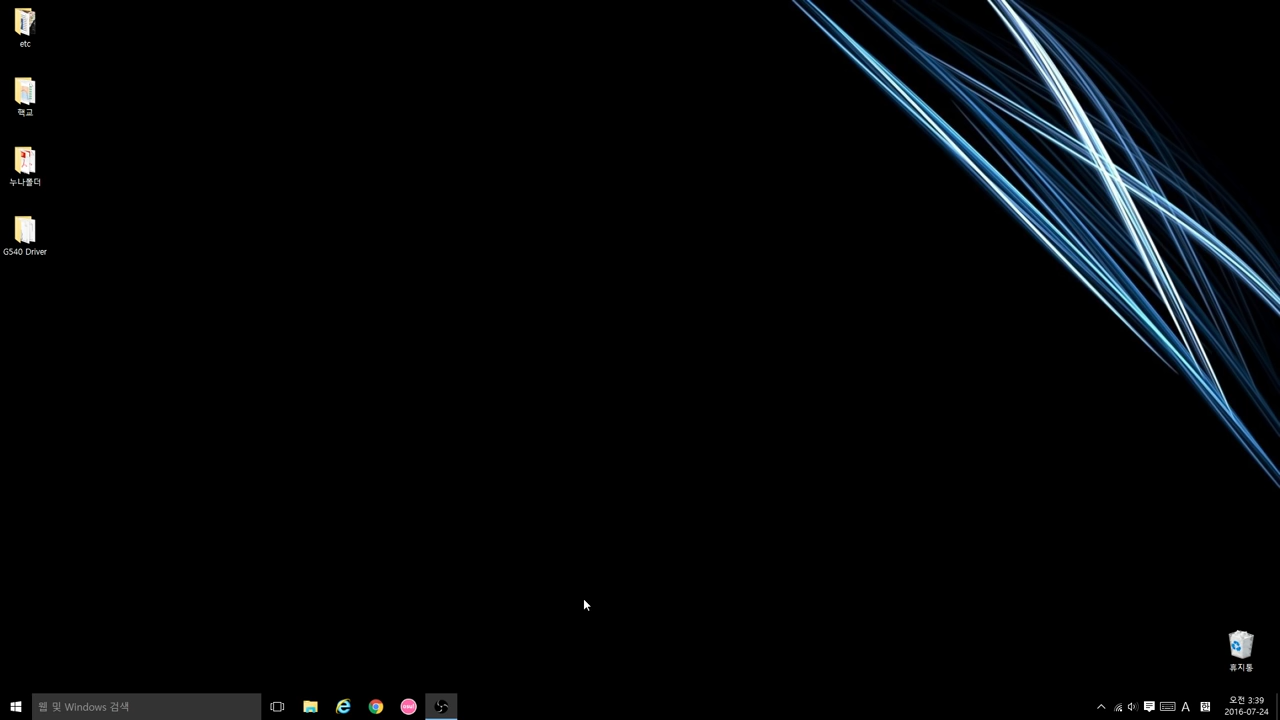 etc
핵교
누나폴더
G540 Driver
휴지통
웹 및 Windows 검색
osu!
A
오전 3:39
2016-07-24